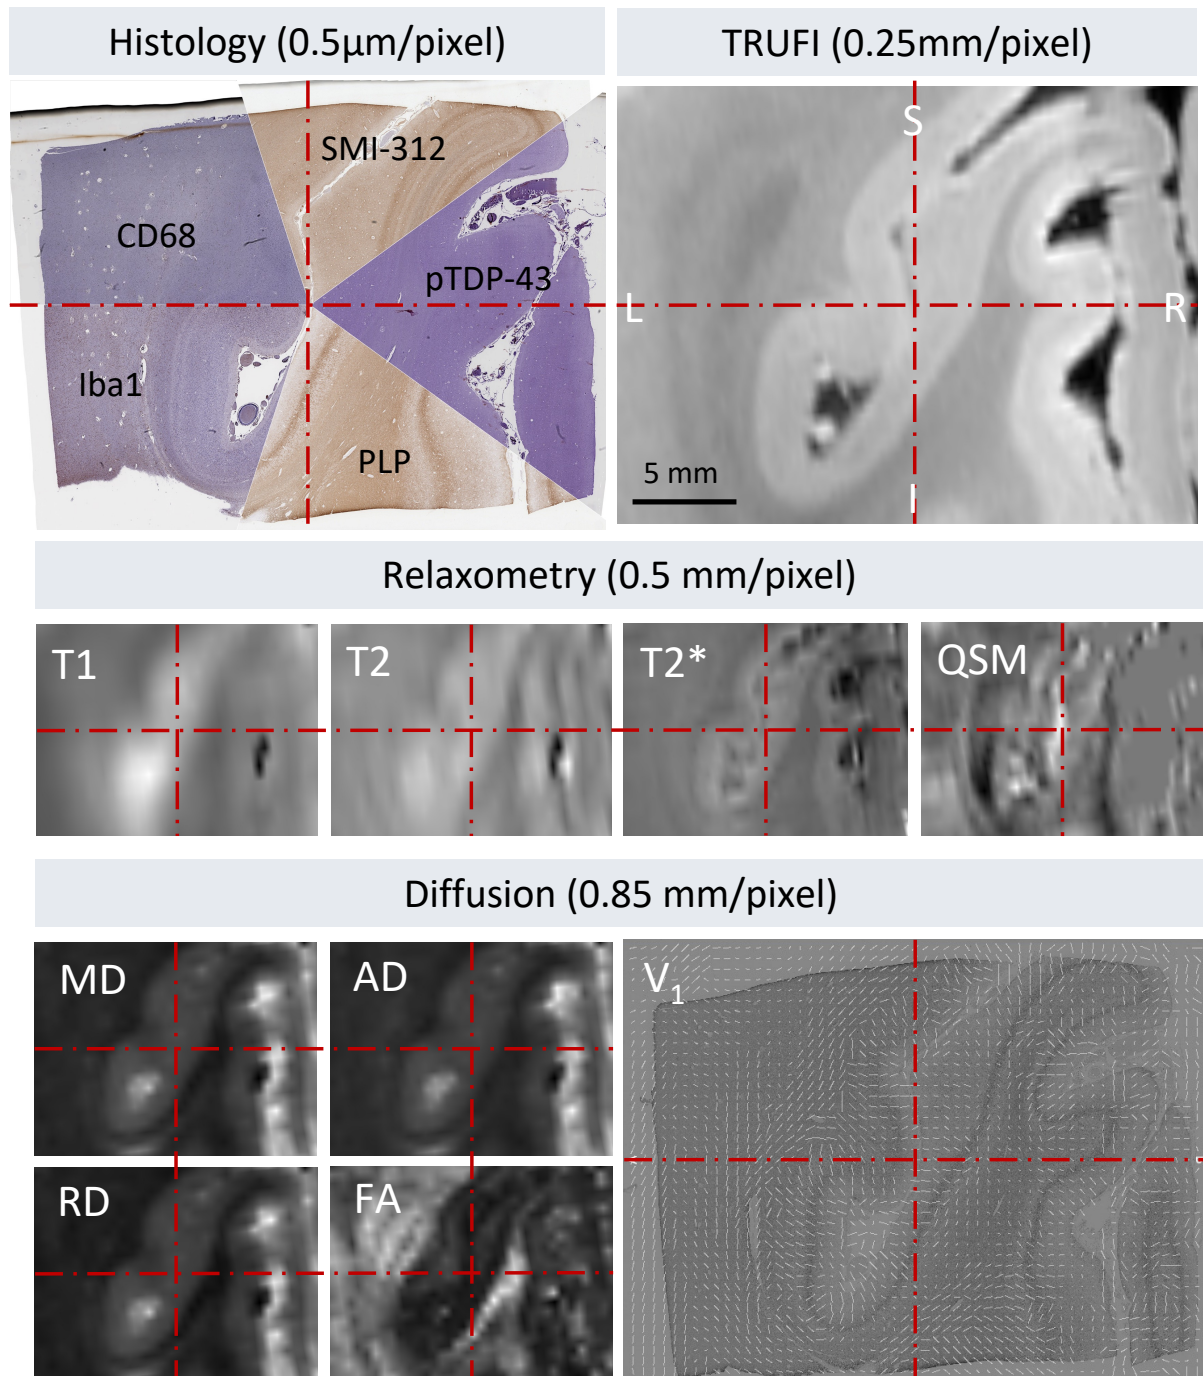 Histology (0.5µm/pixel)
TRUFI (0.25mm/pixel)
SMI-312
CD68
pTDP-43
Iba1
PLP
S
L
R
I
5 mm
Relaxometry (0.5 mm/pixel)
T1
T2
T2*
QSM
Diffusion (0.85 mm/pixel)
MD
AD
V1
RD
FA